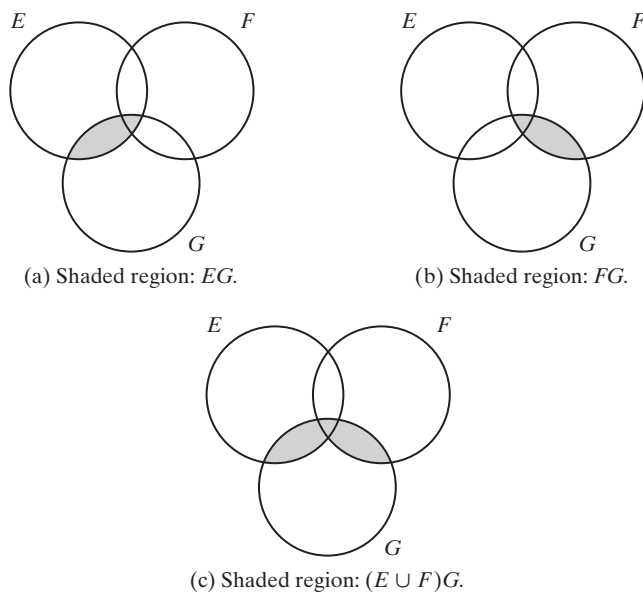 E F
G
(a) Shaded region: EG.
E F
G
(b) Shaded region: FG.
E F
G
(c) Shaded region: (E ∪ F)G.